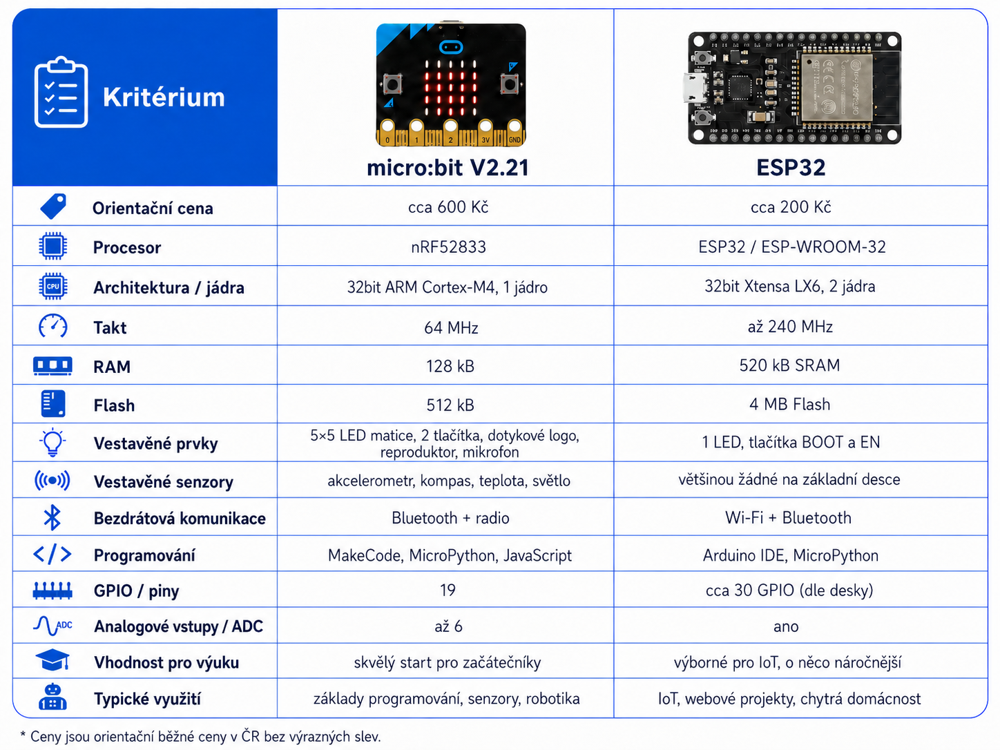 Kritérium
0 1 2 3V GND
micro:bit V2.21
ESP32
Orientační cena
cca 600 Kč
cca 200 Kč
Procesor
nRF52833
ESP32 / ESP-WROOM-32
CPU
Architektura / jádra
32bit ARM Cortex-M4, 1 jádro
32bit Xtensa LX6, 2 jádra
Takt
64 MHz
až 240 MHz
RAM
128 kB
520 kB SRAM
Flash
512 kB
4 MB Flash
Vestavěné prvky
5×5 LED matice, 2 tlačítka, dotykové logo,
reproduktor, mikrofon
1 LED, tlačítka BOOT a EN
Vestavěné senzory
akcelerometr, kompas, teplota, světlo
většinou žádné na základní desce
Bezdrátová komunikace
Bluetooth + radio
Wi-Fi + Bluetooth
Programování
MakeCode, MicroPython, JavaScript
Arduino IDE, MicroPython
GPIO / piny
19
cca 30 GPIO (dle desky)
ADC
Analogové vstupy / ADC
až 6
ano
Vhodnost pro výuku
skvělý start pro začátečníky
výborné pro IoT, o něco náročnější
Typické využití
základy programování, senzory, robotika
IoT, webové projekty, chytrá domácnost
* Ceny jsou orientační běžné ceny v ČR bez výrazných slev.